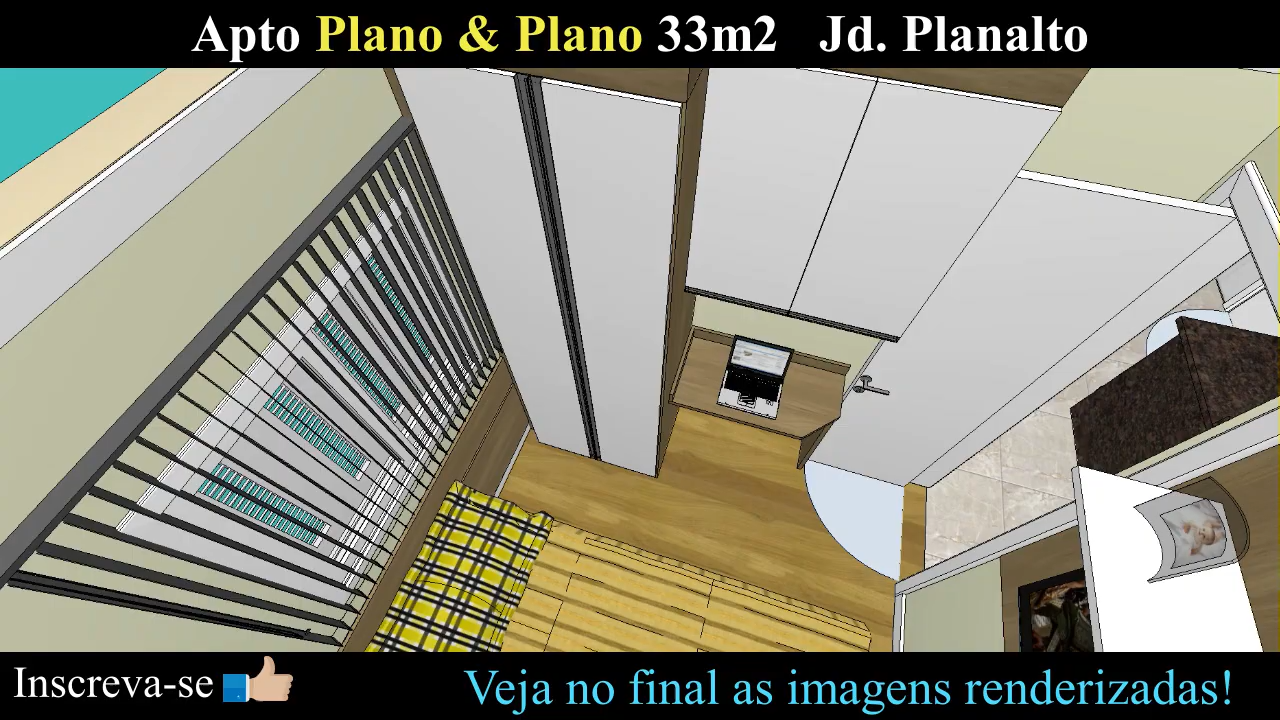 Apto Plano & Plano 33m2 Jd. Planalto
Inscreva-se
Veja no final as imagens renderizadas!